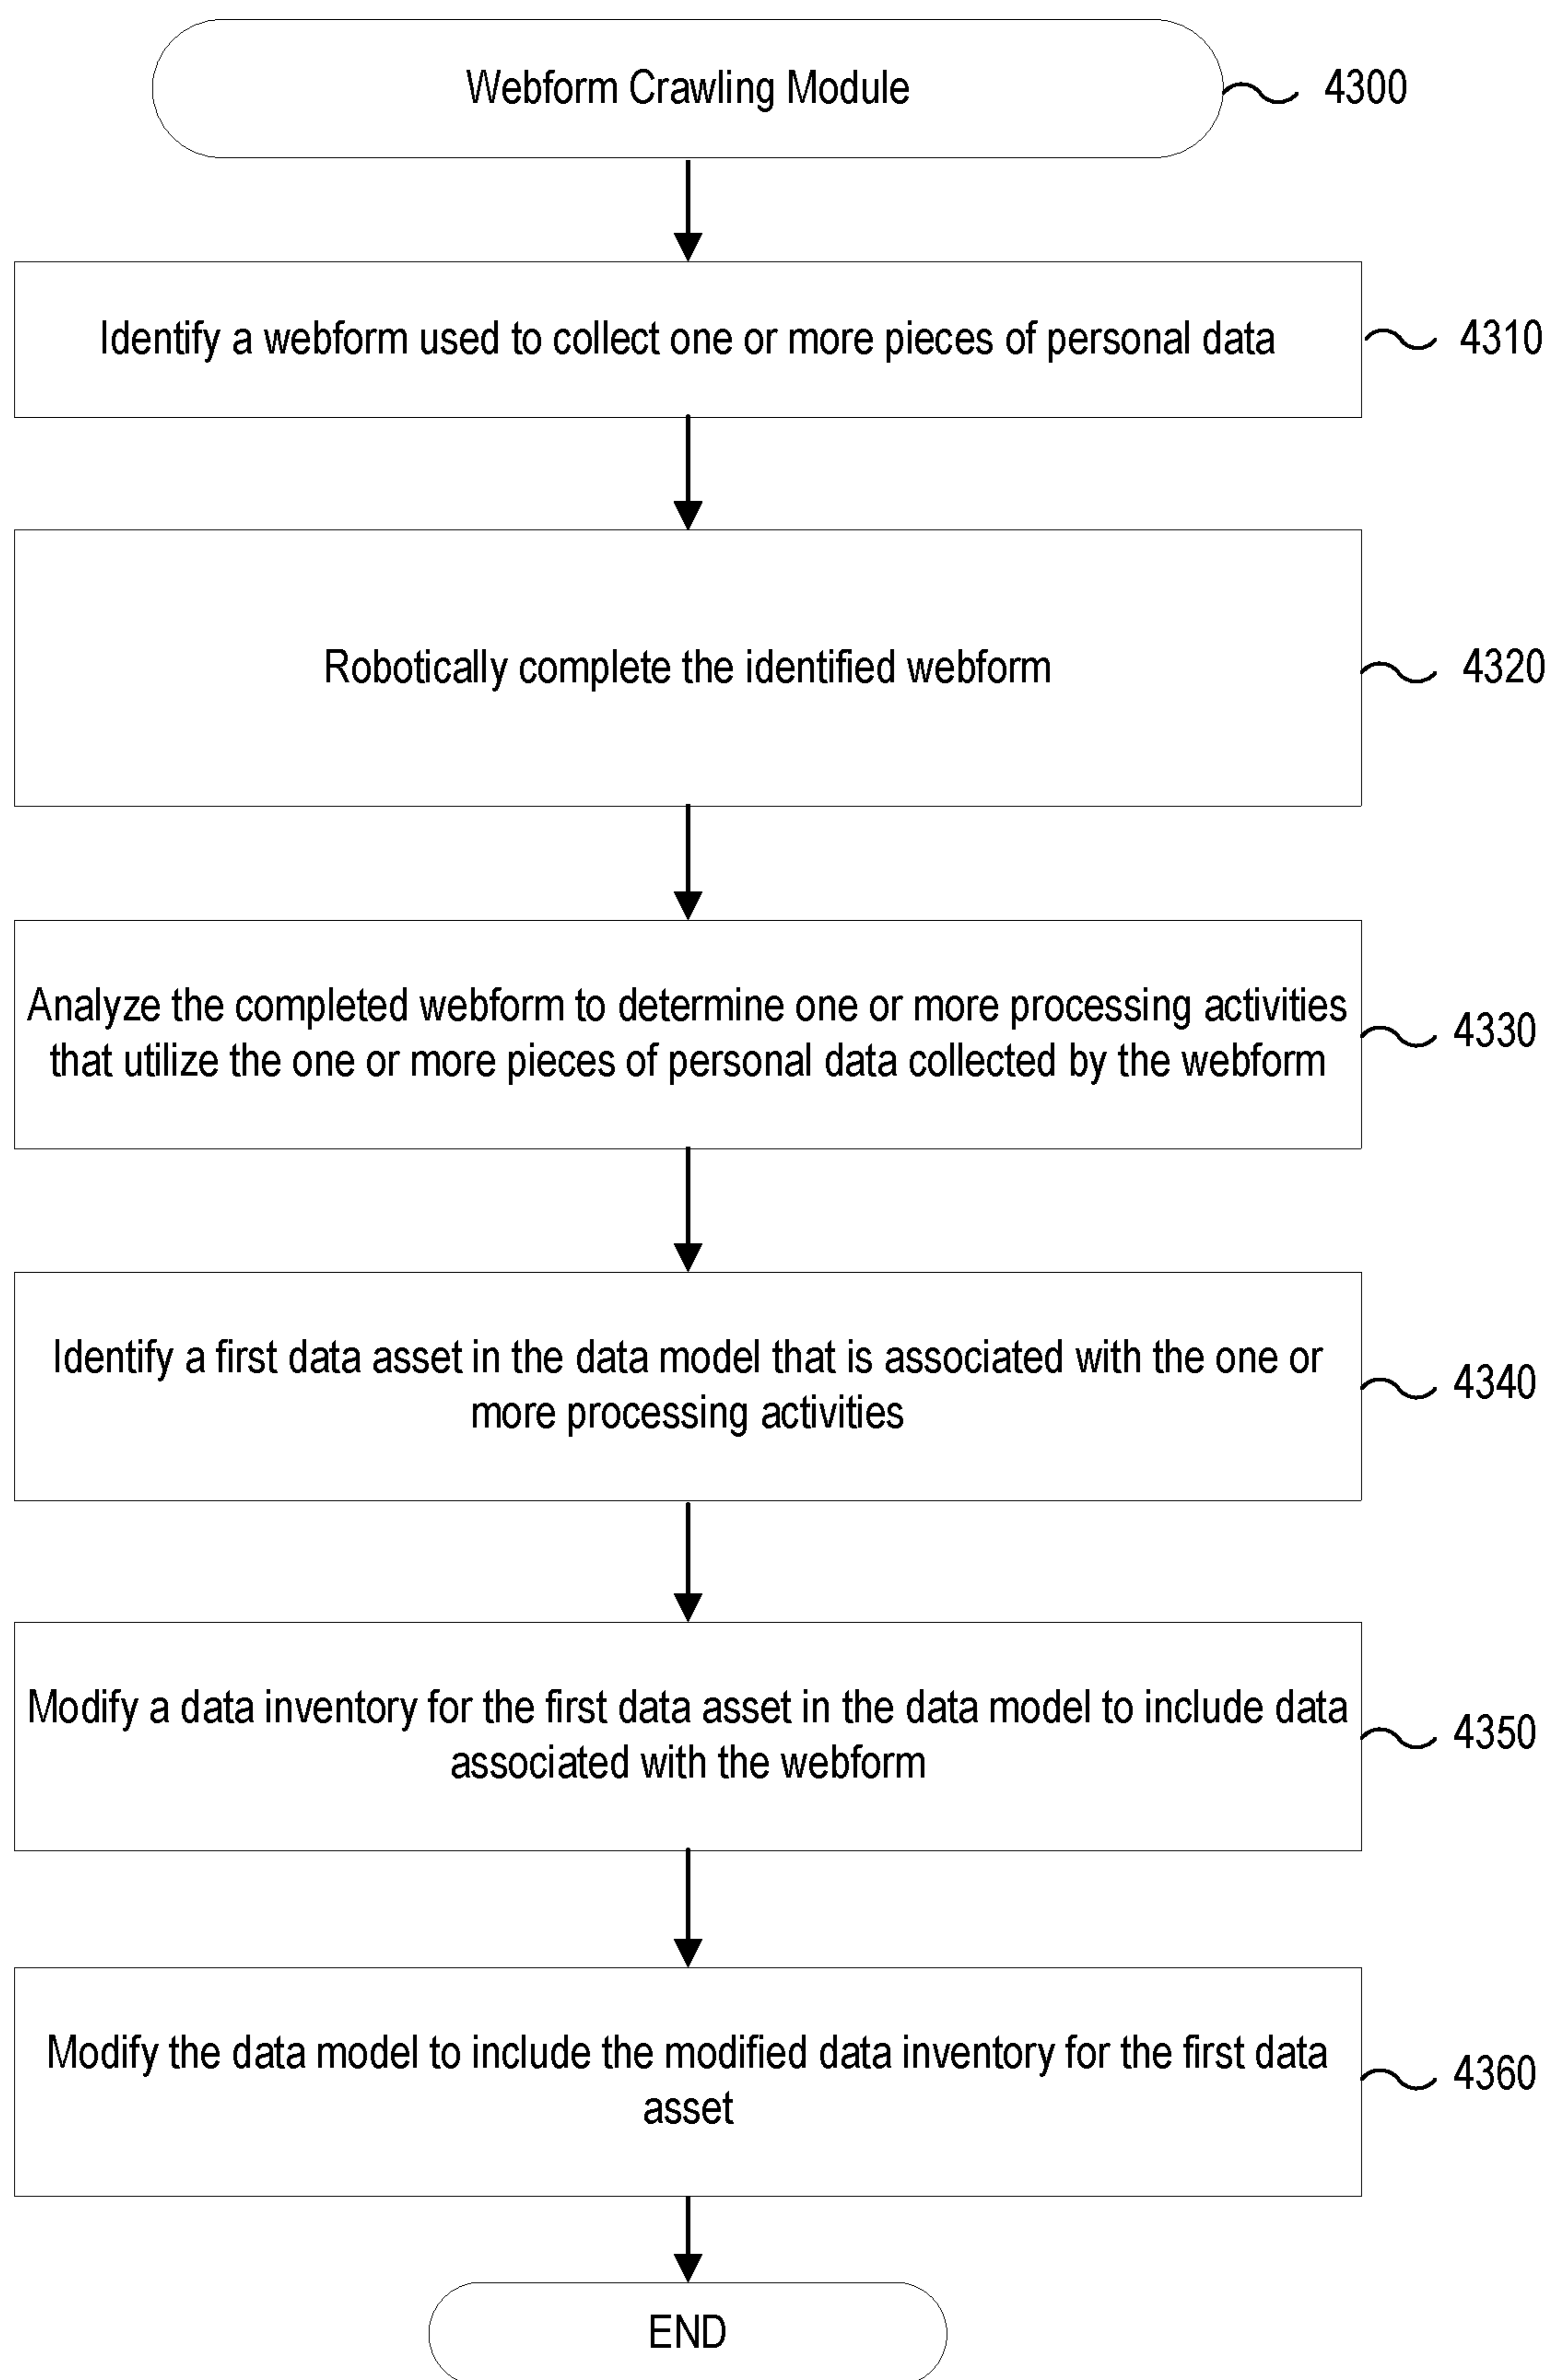 Webform Crawling Module
4300
Identify a webform used to collect one or more pieces of personal data
4310
Robotically complete the identified webform
4320
Analyze the completed webform to determine one or more processing activities
that utilize the one or more pieces of personal data collected by the webform
4330
Identify a first data asset in the data model that is associated with the one or
more processing activities
4340
Modify a data inventory for the first data asset in the data model to include data
associated with the webform
4350
Modify the data model to include the modified data inventory for the first data
asset
4360
END